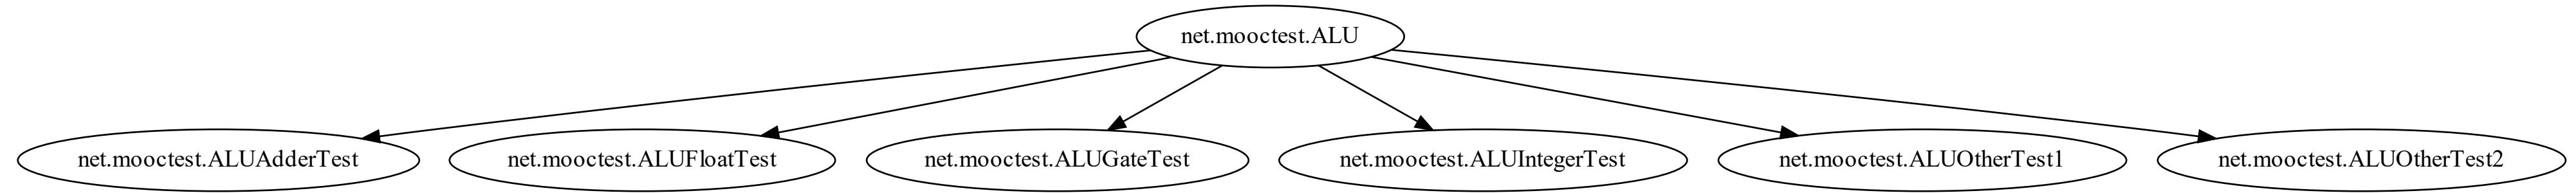 net.mooctest.ALU
net.mooctest.ALUAdderTest
net.mooctest.ALUFloatTest
net.mooctest.ALUGateTest
net.mooctest.ALUIntegerTest
net.mooctest.ALUOtherTest1
net.mooctest.ALUOtherTest2